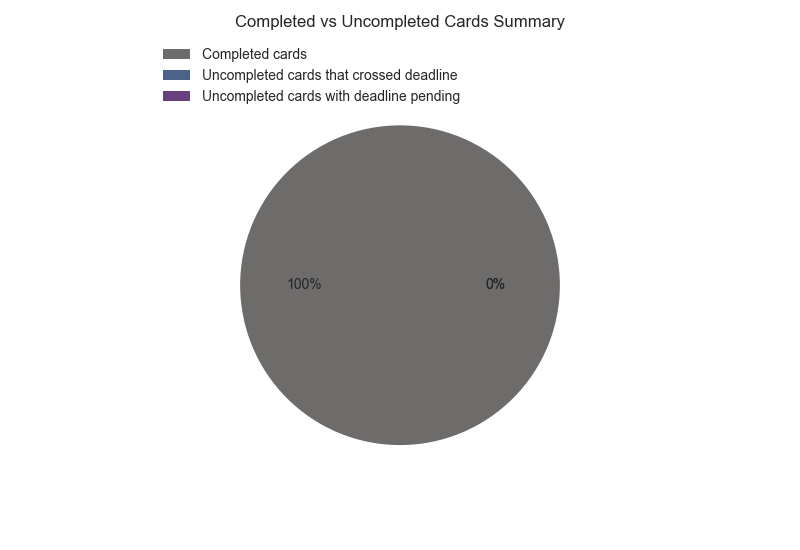 Completed vs Uncompleted Cards Summary
Completed cards
Uncompleted cards that crossed deadline
Uncompleted cards with deadline pending
100% 0%